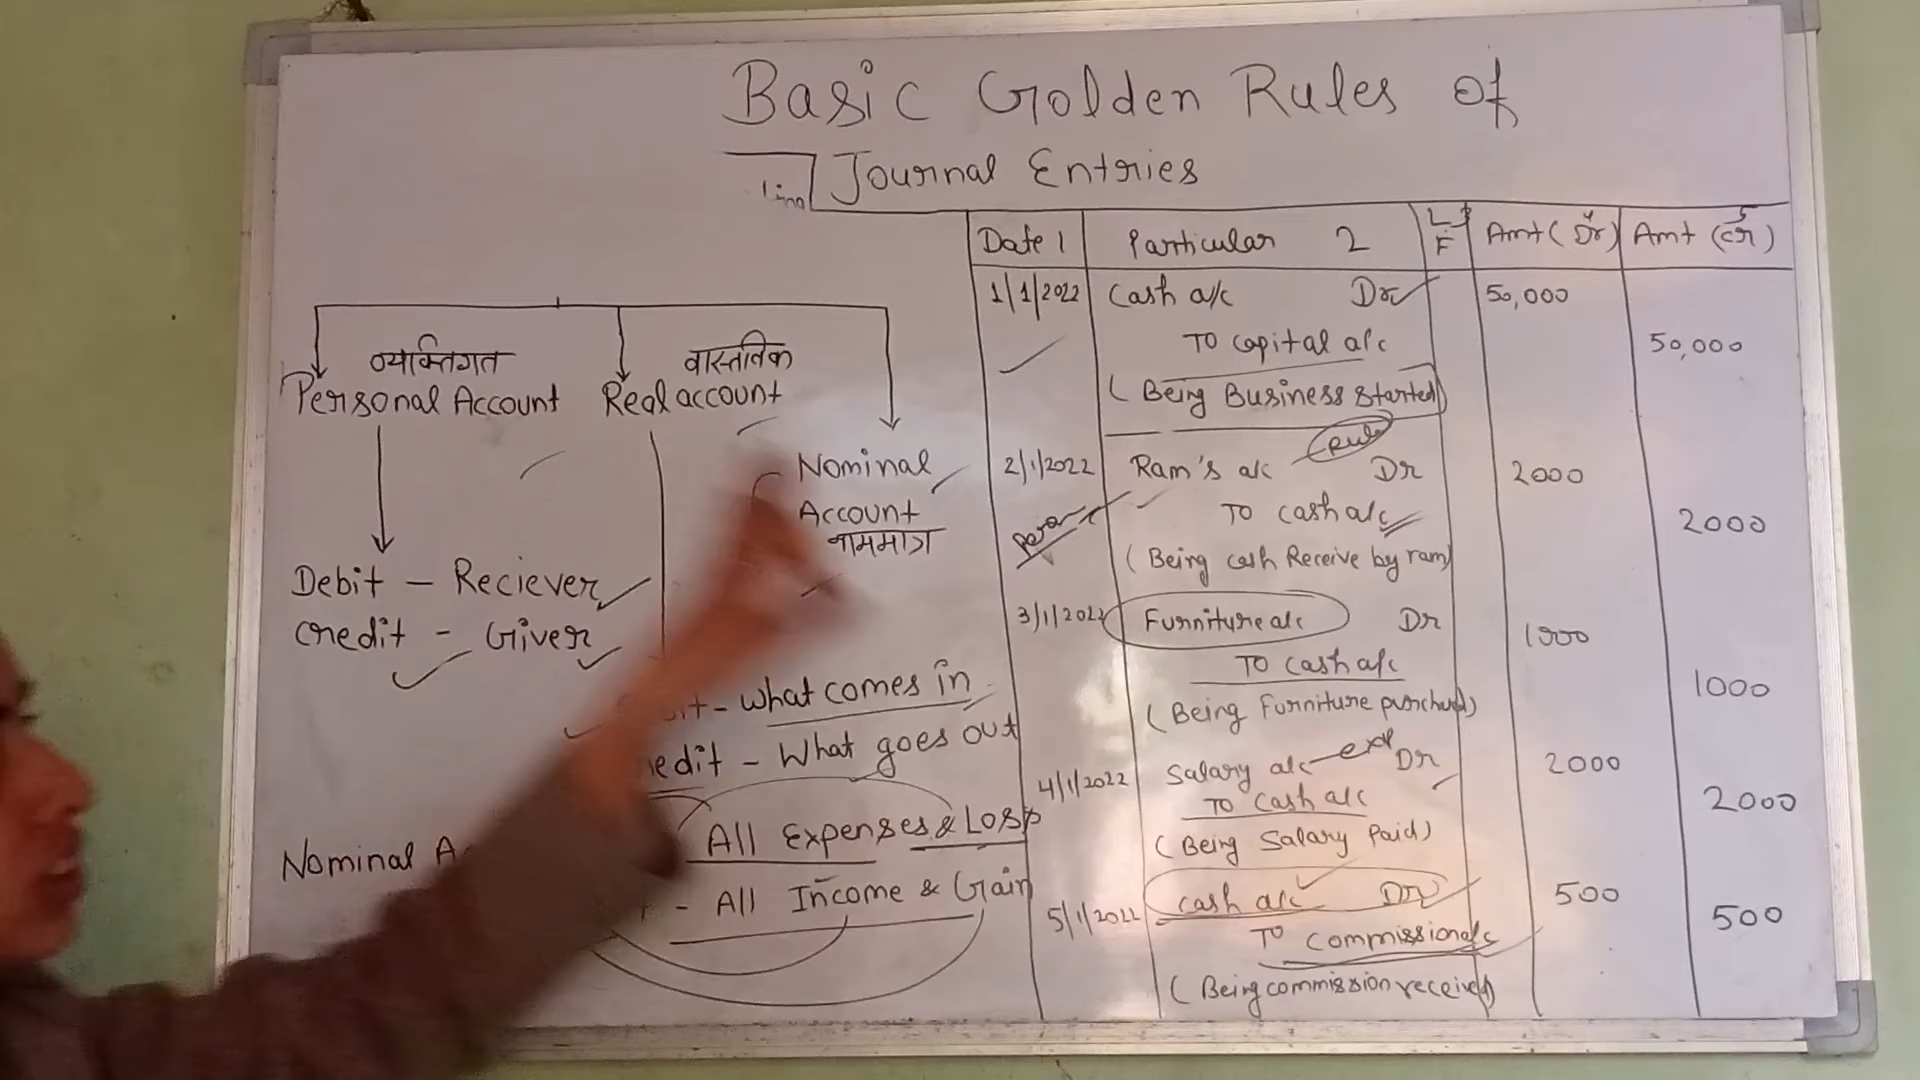 Basic Golden Rules of
Journal Entries
व्यक्तिगत
Personal Account
वास्तविक
Real account
Nominal
Account
नाममात्र
Debit - Reciever
Credit - Giver
- What comes in
- What goes out
Nominal
All Expenses & Loss
- All Income & Gain
Date 1 Particular 2 L F 3 Amt (Dr) 4 Amt (Cr) 5
1/1/2022 Cash a/c Dr 50,000
To Capital a/c 50,000
(Being Business Started)
Rule
2/1/2022 Ram's a/c Dr 2000
To cash a/c 2000
(Being cash Receive by ram)
3/1/2022 Furniture a/c Dr 1000
To cash a/c 1000
(Being Furniture purchased)
4/1/2022 Salary a/c exp Dr 2000
To cash a/c 2000
(Being Salary Paid)
5/1/2022 cash a/c Dr 500
To commission a/c 500
(Being commission received)